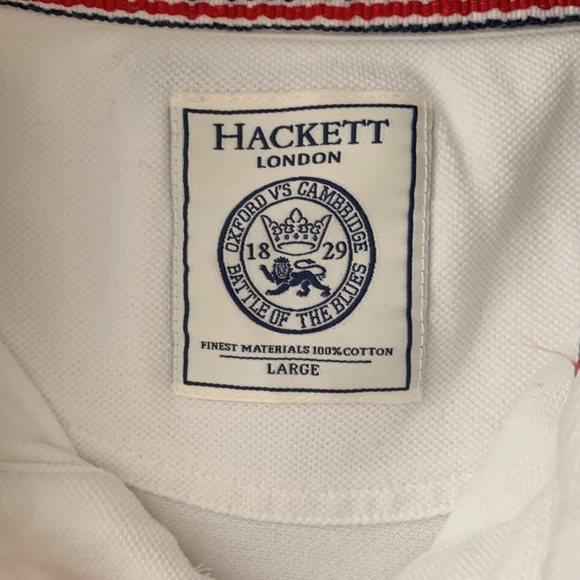 HACKETT
LONDON
OXFORD V'S CAMBRIDGE
18 29
BATTLE OF THE BLUES
FINEST MATERIALS 100% COTTON
LARGE